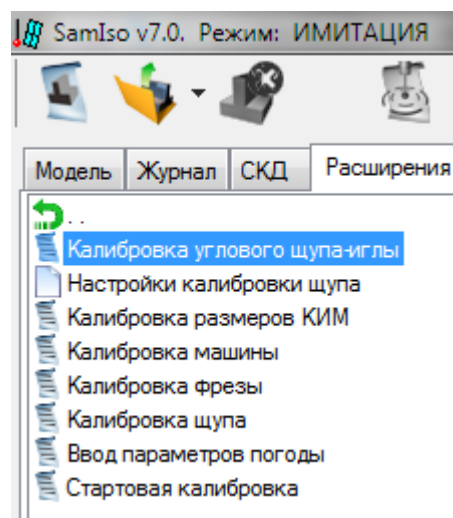 SamIso v7.0. Режим: ИМИТАЦИЯ
Модель Журнал СКД Расширения
. .
Калибровка углового щупа-иглы
Настройки калибровки щупа
Калибровка размеров КИМ
Калибровка машины
Калибровка фрезы
Калибровка щупа
Ввод параметров погоды
Стартовая калибровка